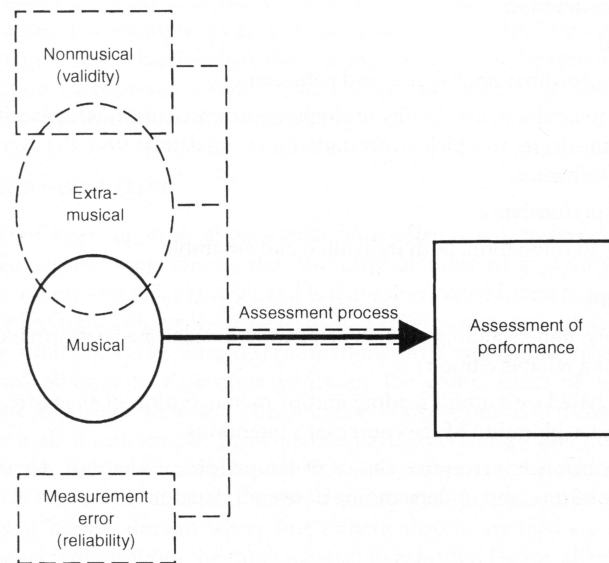 Nonmusical
(validity)
Extra-
musical
Assessment process
Musical
Assessment of
performance
Measurement
error
(reliability)